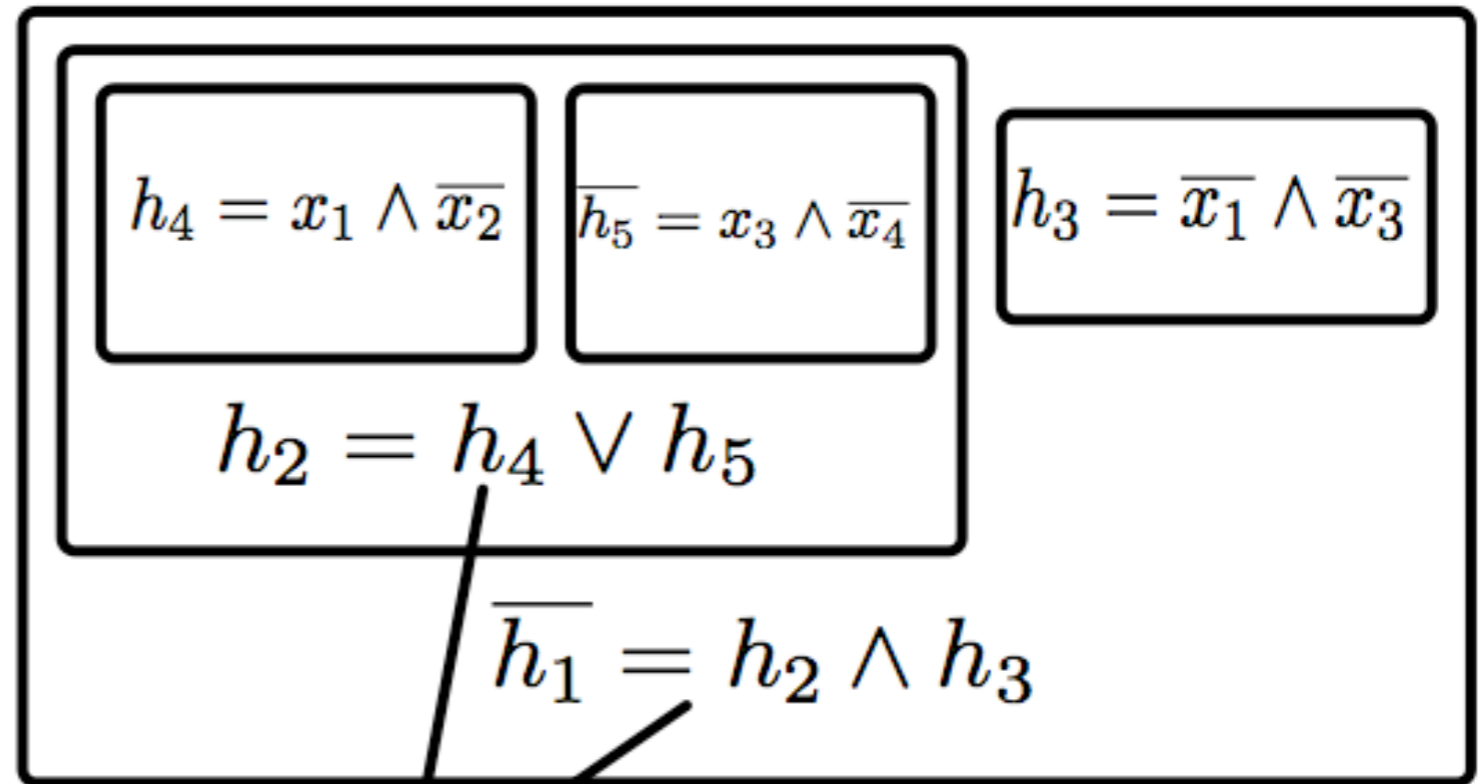 h₄ = x₁ ∧ x̅₂
h̅₅ = x₃ ∧ x̅₄
h₃ = x̅₁ ∧ x̅₃
h₂ = h₄ ∨ h₅
h̅₁ = h₂ ∧ h₃